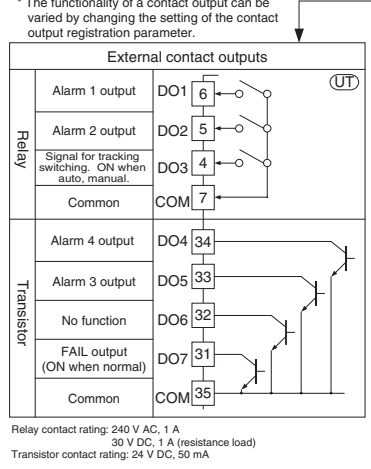 * The functionality of a contact output can be
varied by changing the setting of the contact
output registration parameter.
External contact outputs
UT
Relay
Alarm 1 output DO1 6
Alarm 2 output DO2 5
Signal for tracking
switching. ON when
auto, manual.
DO3 4
Common COM 7
Transistor
Alarm 4 output DO4 34
Alarm 3 output DO5 33
No function DO6 32
FAIL output
(ON when normal)
DO7 31
Common COM 35
Relay contact rating: 240 V AC, 1 A
30 V DC, 1 A (resistance load)
Transistor contact rating: 24 V DC, 50 mA